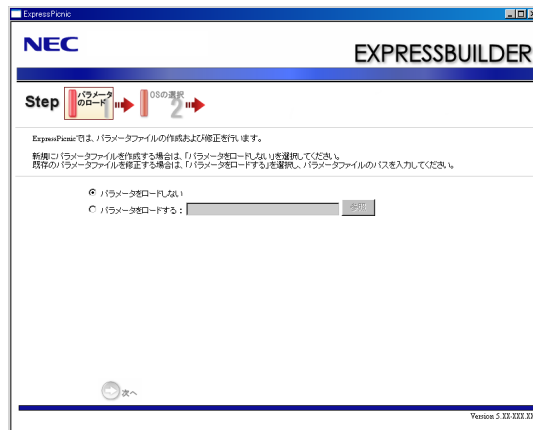 ExpressPicnic
NEC
EXPRESSBUILDER
Step パラメータのロード 1 OSの選択 2
ExpressPicnicでは、パラメータファイルの作成および修正を行います。
新規にパラメータファイルを作成する場合は、「パラメータをロードしない」を選択してください。
既存のパラメータファイルを修正する場合は、「パラメータをロードする」を選択し、パラメータファイルのパスを入力してください。
パラメータをロードしない
パラメータをロードする：
参照
次へ
Version 5.XX-XXX.XX